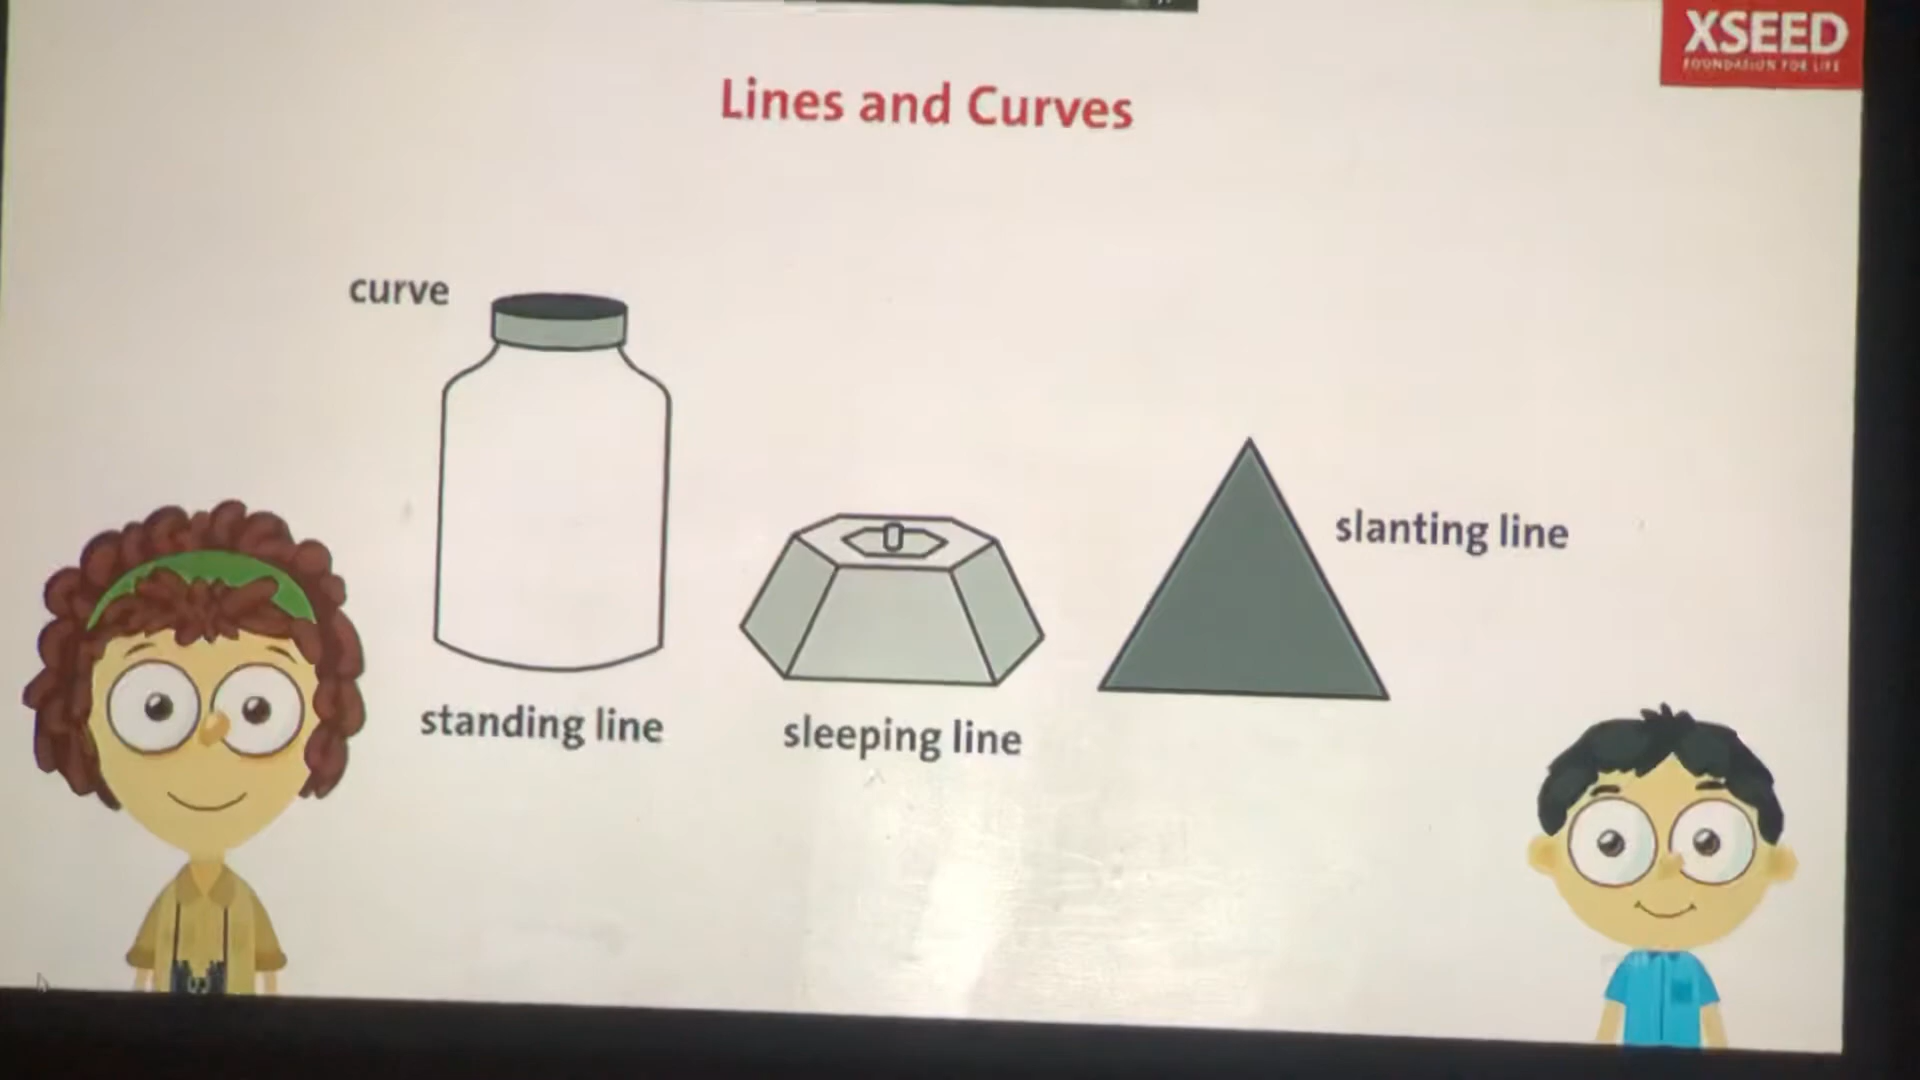 XSEED
FOUNDATION FOR LIFE
Lines and Curves
curve
slanting line
standing line
sleeping line